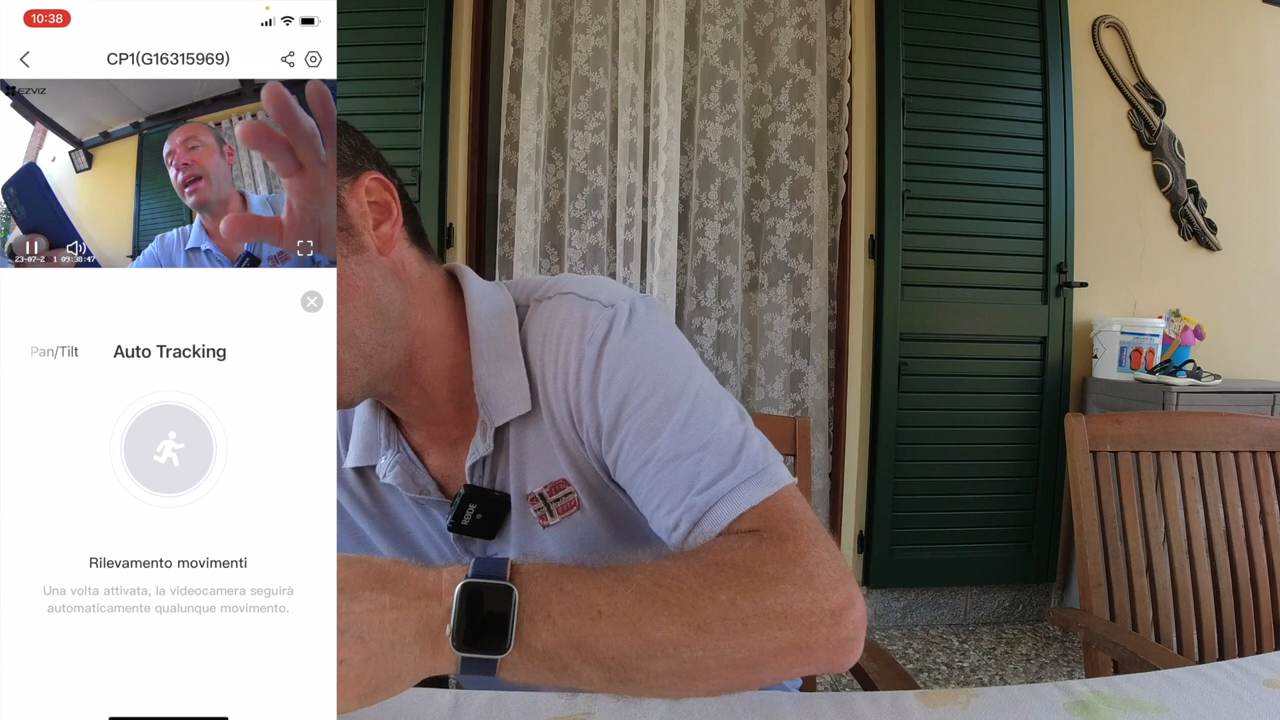 10:38
CP1(G16315969)
EZVIZ
Pan/Tilt
Auto Tracking
Rilevamento movimenti
Una volta attivata, la videocamera seguirà
automaticamente qualunque movimento.
RØDE